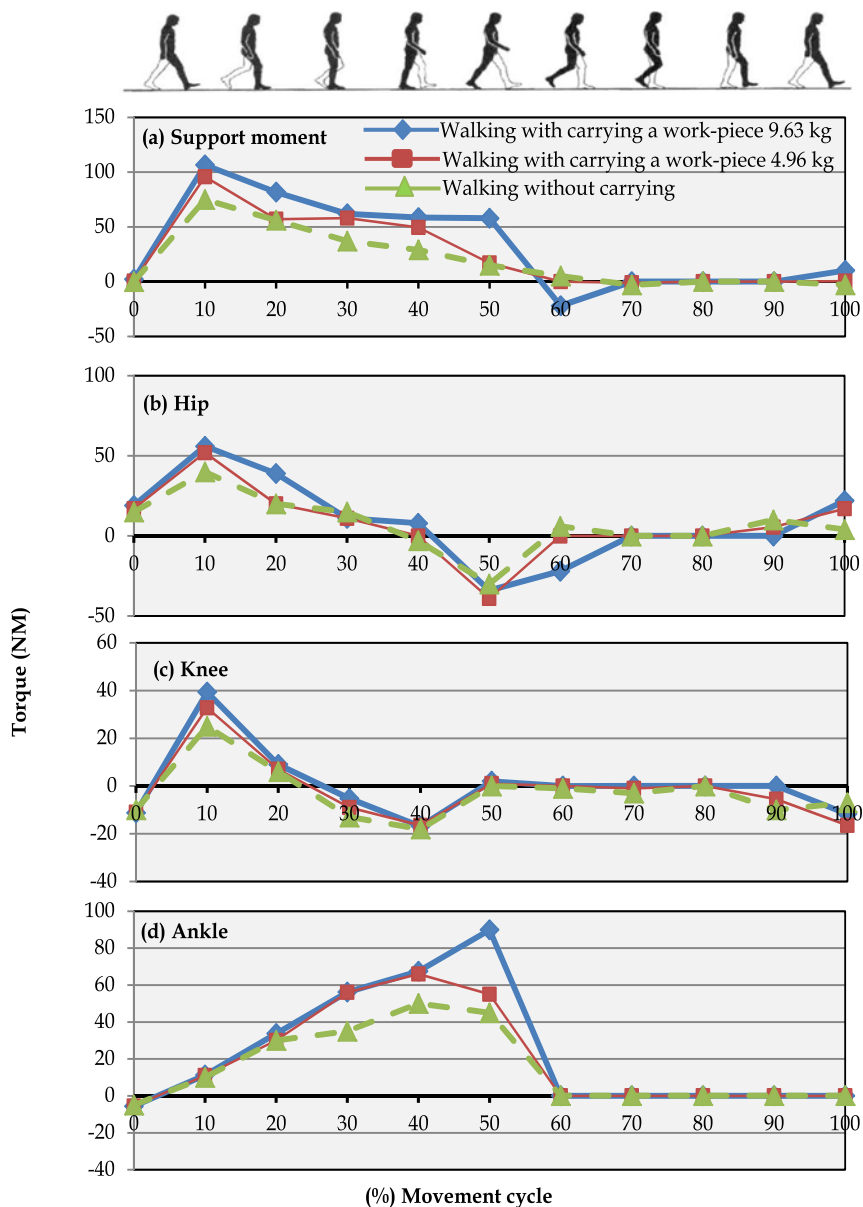 150
(a) Support moment
Walking with carrying a work-piece 9.63 kg
Walking with carrying a work-piece 4.96 kg
Walking without carrying
100
50
0
-50
0 10 20 30 40 50 60 70 80 90 100
100
(b) Hip
50
0
-50
0 10 20 30 40 50 60 70 80 90 100
Torque (NM)
60
(c) Knee
40
20
0
-20
-40
0 10 20 30 40 50 60 70 80 90 100
100
(d) Ankle
80
60
40
20
0
-20
-40
0 10 20 30 40 50 60 70 80 90 100
(%) Movement cycle